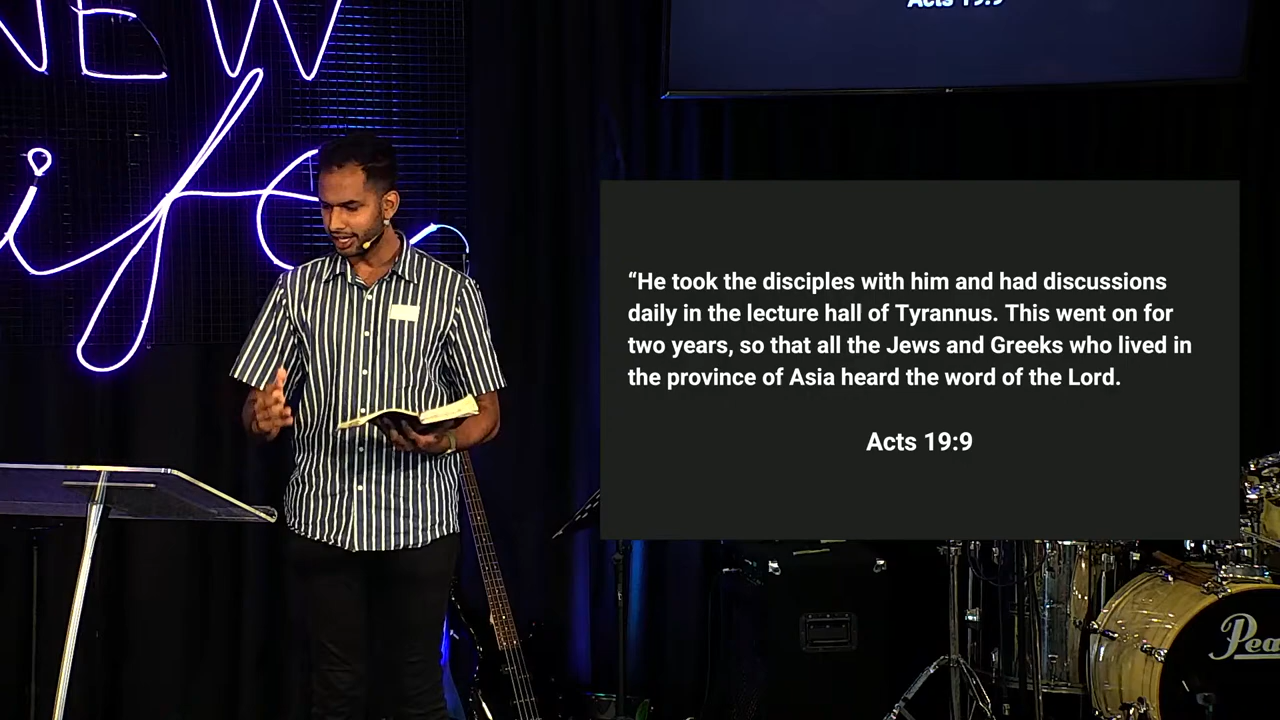 NEW
life
Acts 19:9
“He took the disciples with him and had discussions
daily in the lecture hall of Tyrannus. This went on for
two years, so that all the Jews and Greeks who lived in
the province of Asia heard the word of the Lord.
Acts 19:9
Pea